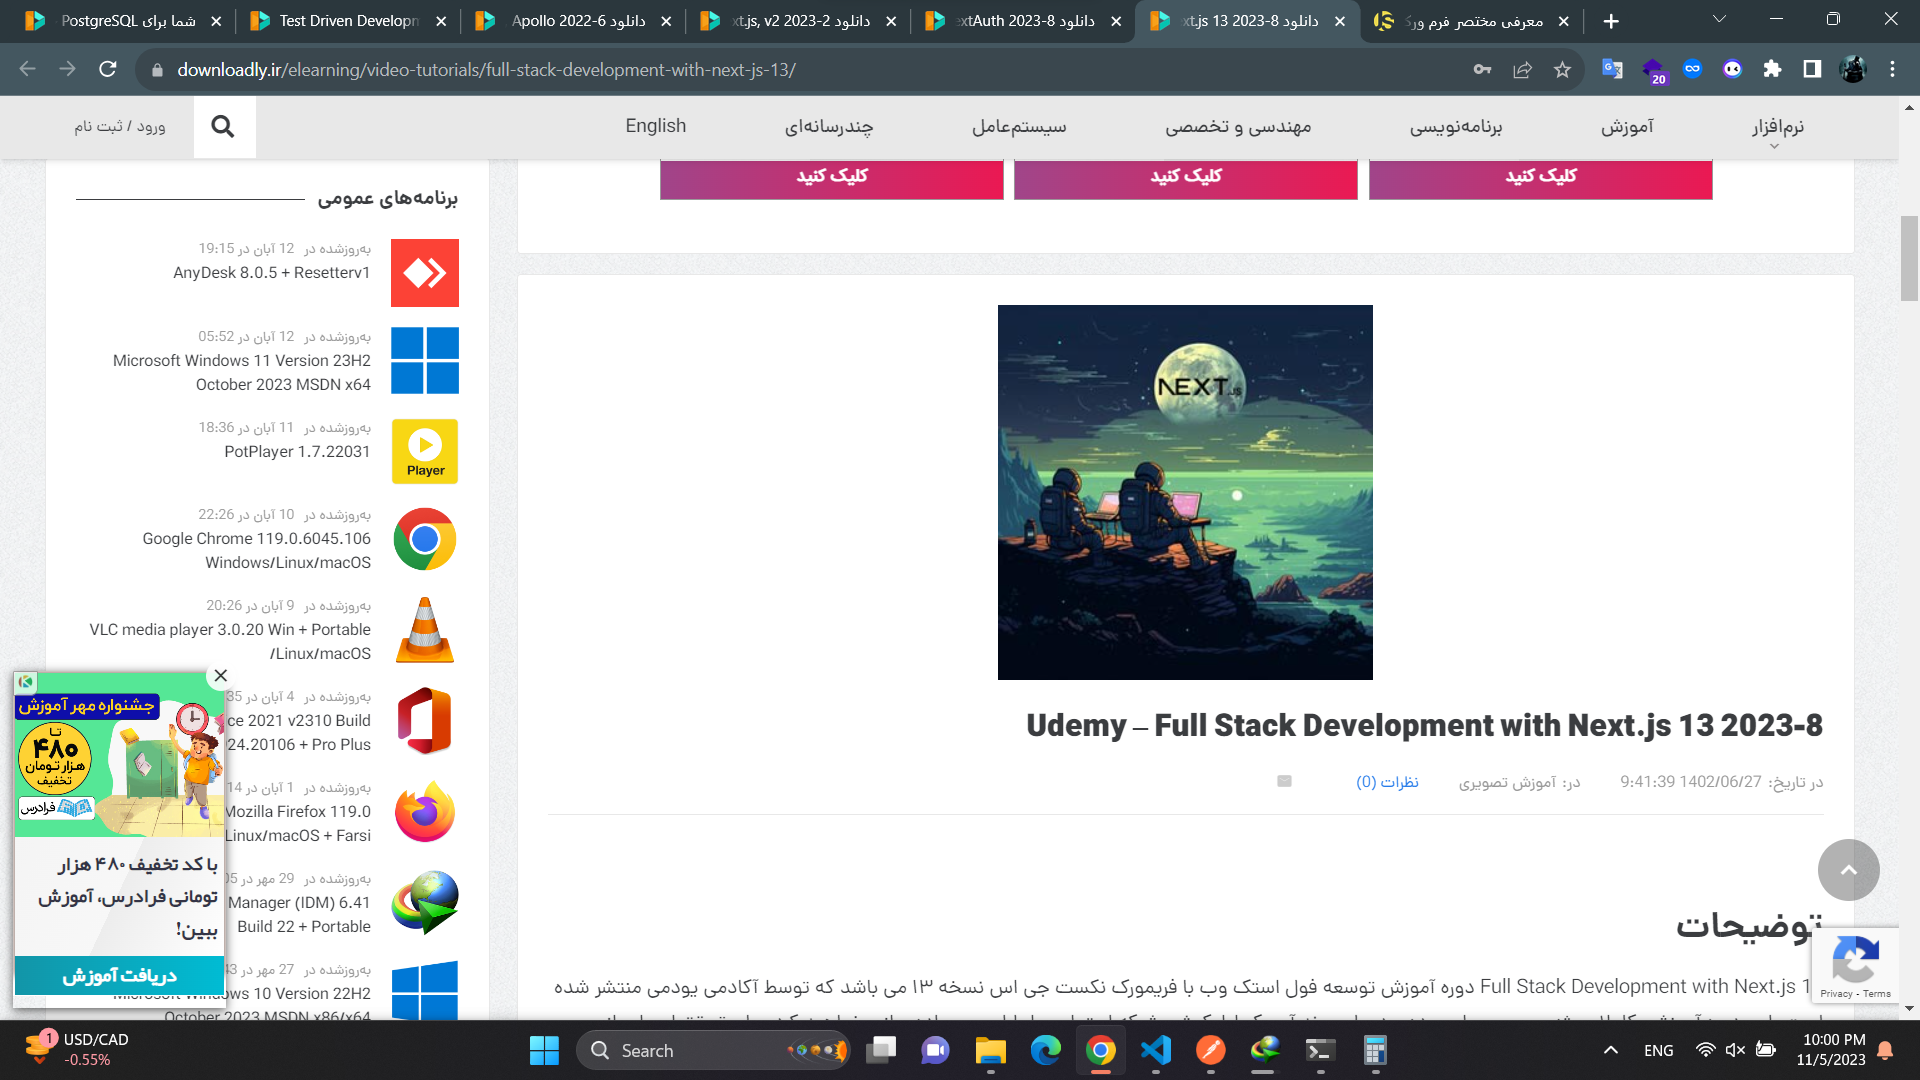 شما برای PostgreSQL
Test Driven Developm
دانلود Apollo 2022-6
دانلود xt.js, v2 2023-2
دانلود extAuth 2023-8
دانلود xt.js 13 2023-8
معرفی مختصر فرم ورک
downloadly.ir/elearning/video-tutorials/full-stack-development-with-next-js-13/
20
نرم‌افزار
آموزش
برنامه‌نویسی
مهندسی و تخصصی
سیستم‌عامل
چندرسانه‌ای
English
ورود / ثبت نام
کلیک کنید
کلیک کنید
کلیک کنید
برنامه‌های عمومی
به‌روزشده در 12 آبان در 19:15
AnyDesk 8.0.5 + Resetterv1
به‌روزشده در 12 آبان در 05:52
Microsoft Windows 11 Version 23H2
October 2023 MSDN x64
به‌روزشده در 11 آبان در 18:36
PotPlayer 1.7.22031
Player
به‌روزشده در 10 آبان در 22:26
Google Chrome 119.0.6045.106
Windows/Linux/macOS
به‌روزشده در 9 آبان در 20:26
VLC media player 3.0.20 Win + Portable
/Linux/macOS
به‌روزشده در 4 آبان در 35
ce 2021 v2310 Build
24.20106 + Pro Plus
به‌روزشده در 1 آبان در 14
Mozilla Firefox 119.0
Linux/macOS + Farsi
به‌روزشده در 29 مهر در 05
Manager (IDM) 6.41
Build 22 + Portable
به‌روزشده در 27 مهر در 43
Windows 10 Version 22H2
October 2023 MSDN x86/x64
جشنواره مهر آموزش
تا
۴۸۰
هزار تومان
تخفیف
فرادرس
با کد تخفیف ۴۸۰ هزار
تومانی فرادرس، آموزش
ببین!
دریافت آموزش
NEXT.JS
Udemy – Full Stack Development with Next.js 13 2023-8
در تاریخ: 1402/06/27 9:41:39
در: آموزش تصویری
نظرات (0)
توضیحات
Full Stack Development with Next.js 1 دوره آموزش توسعه فول استک وب با فریمورک نکست جی اس نسخه ۱۳ می باشد که توسط آکادمی یودمی منتشر شده
Privacy - Terms
1
USD/CAD
-0.55%
Search
ENG
10:00 PM
11/5/2023